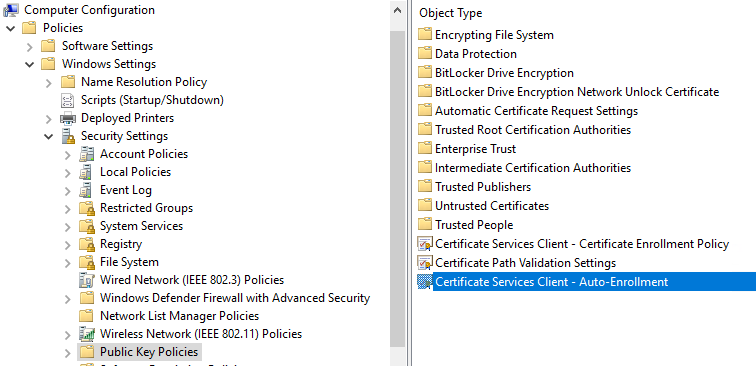 Computer Configuration
Policies
Software Settings
Windows Settings
Name Resolution Policy
Scripts (Startup/Shutdown)
Deployed Printers
Security Settings
Account Policies
Local Policies
Event Log
Restricted Groups
System Services
Registry
File System
Wired Network (IEEE 802.3) Policies
Windows Defender Firewall with Advanced Security
Network List Manager Policies
Wireless Network (IEEE 802.11) Policies
Public Key Policies
Object Type
Encrypting File System
Data Protection
BitLocker Drive Encryption
BitLocker Drive Encryption Network Unlock Certificate
Automatic Certificate Request Settings
Trusted Root Certification Authorities
Enterprise Trust
Intermediate Certification Authorities
Trusted Publishers
Untrusted Certificates
Trusted People
Certificate Services Client - Certificate Enrollment Policy
Certificate Path Validation Settings
Certificate Services Client - Auto-Enrollment